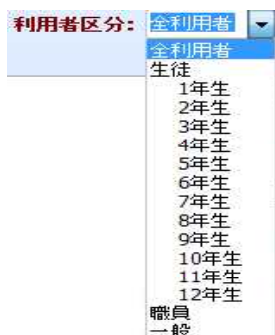 利用者区分: 全利用者
全利用者
生徒
1年生
2年生
3年生
4年生
5年生
6年生
7年生
8年生
9年生
10年生
11年生
12年生
職員
一般